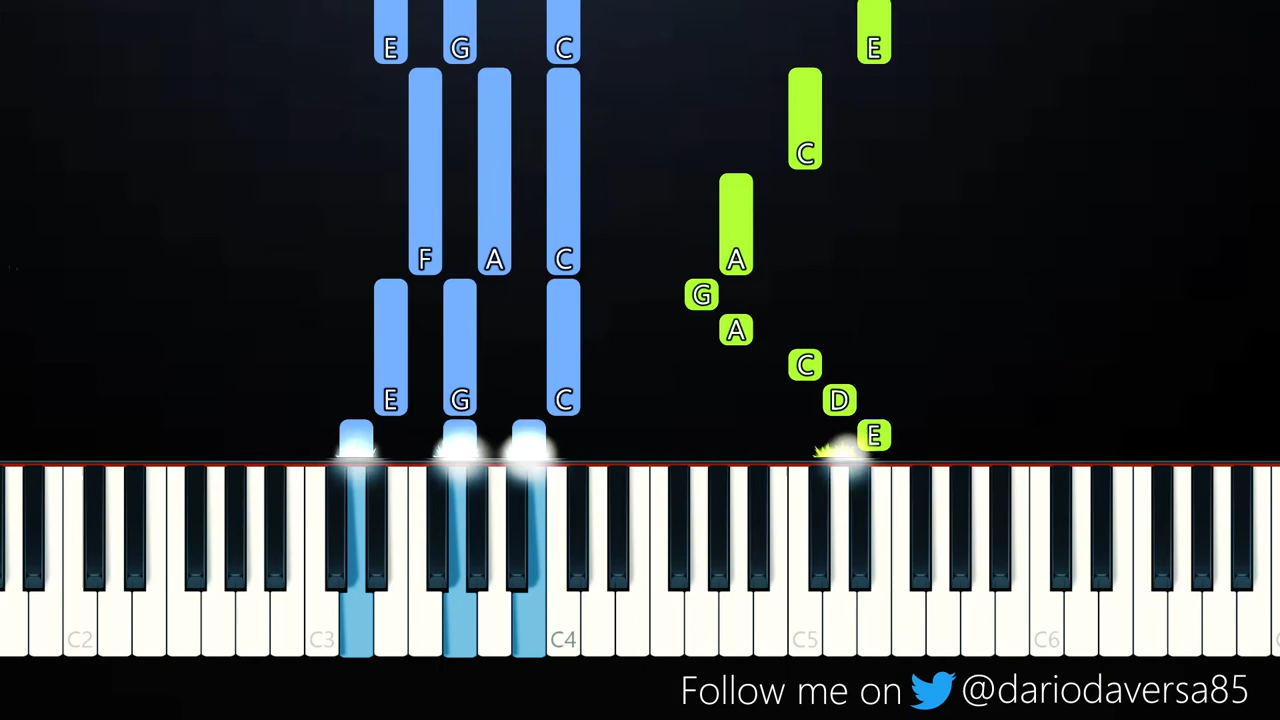 E G C E
C
F A C A
G
A
C
E G C D
E
C2 C3 C4 C5 C6
Follow me on @dariodaversa85